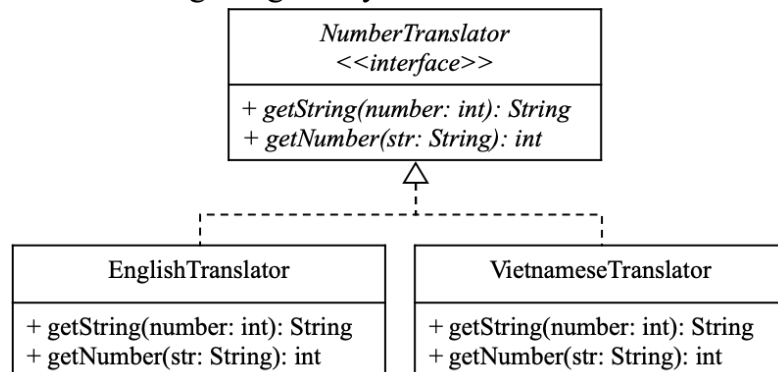 NumberTranslator
<<interface>>
+ getString(number: int): String
+ getNumber(str: String): int
EnglishTranslator
+ getString(number: int): String
+ getNumber(str: String): int
VietnameseTranslator
+ getString(number: int): String
+ getNumber(str: String): int